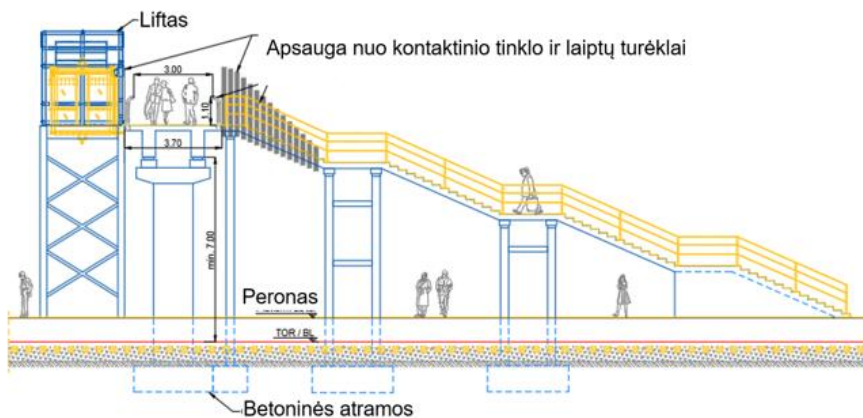 Liftas
Apsauga nuo kontaktinio tinklo ir laiptų turėklai
3.00
1.10
3.70
min. 7.00
Peronas
TOR / BL
Betoninės atramos